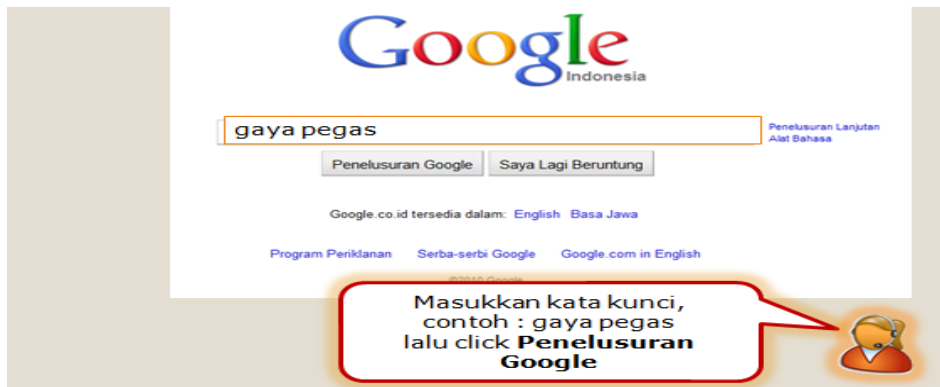 Google
Indonesia
gaya pegas
Penelusuran Lanjutan
Alat Bahasa
Penelusuran Google
Saya Lagi Beruntung
Google.co.id tersedia dalam: English Basa Jawa
Program Periklanan Serba-serbi Google Google.com in English
©2010 Google
Masukkan kata kunci,
contoh : gaya pegas
lalu click Penelusuran
Google